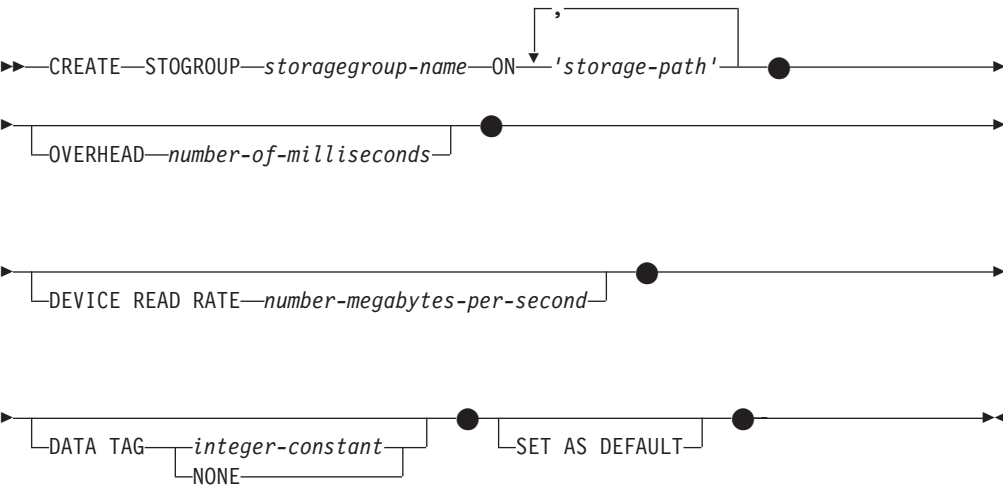 ,
CREATE STOGROUP storagegroup-name ON 'storage-path'
OVERHEAD number-of-milliseconds
DEVICE READ RATE number-megabytes-per-second
DATA TAG integer-constant SET AS DEFAULT
NONE